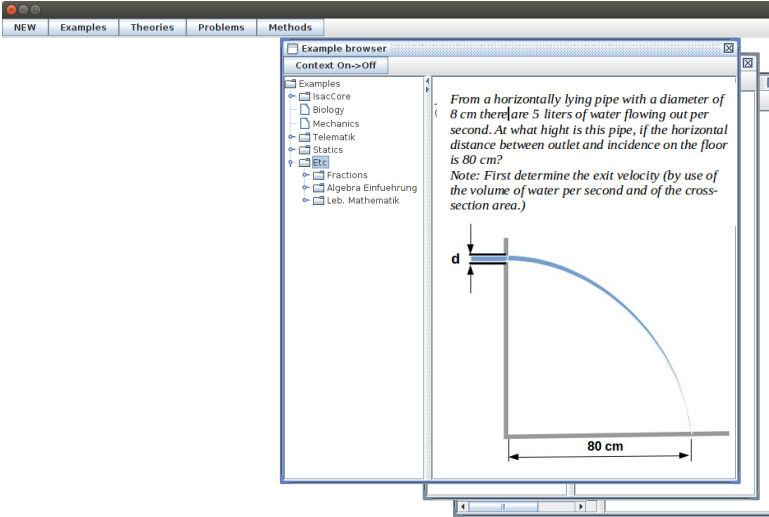 NEW Examples Theories Problems Methods
Example browser
Context On->Off
Examples
IsacCore
Biology
Mechanics
Telematik
Statics
Etc
Fractions
Algebra Einfuehrung
Leb. Mathematik
From a horizontally lying pipe with a diameter of
8 cm there are 5 liters of water flowing out per
second. At what hight is this pipe, if the horizontal
distance between outlet and incidence on the floor
is 80 cm?
Note: First determine the exit velocity (by use of
the volume of water per second and of the cross-
section area.)
d
80 cm